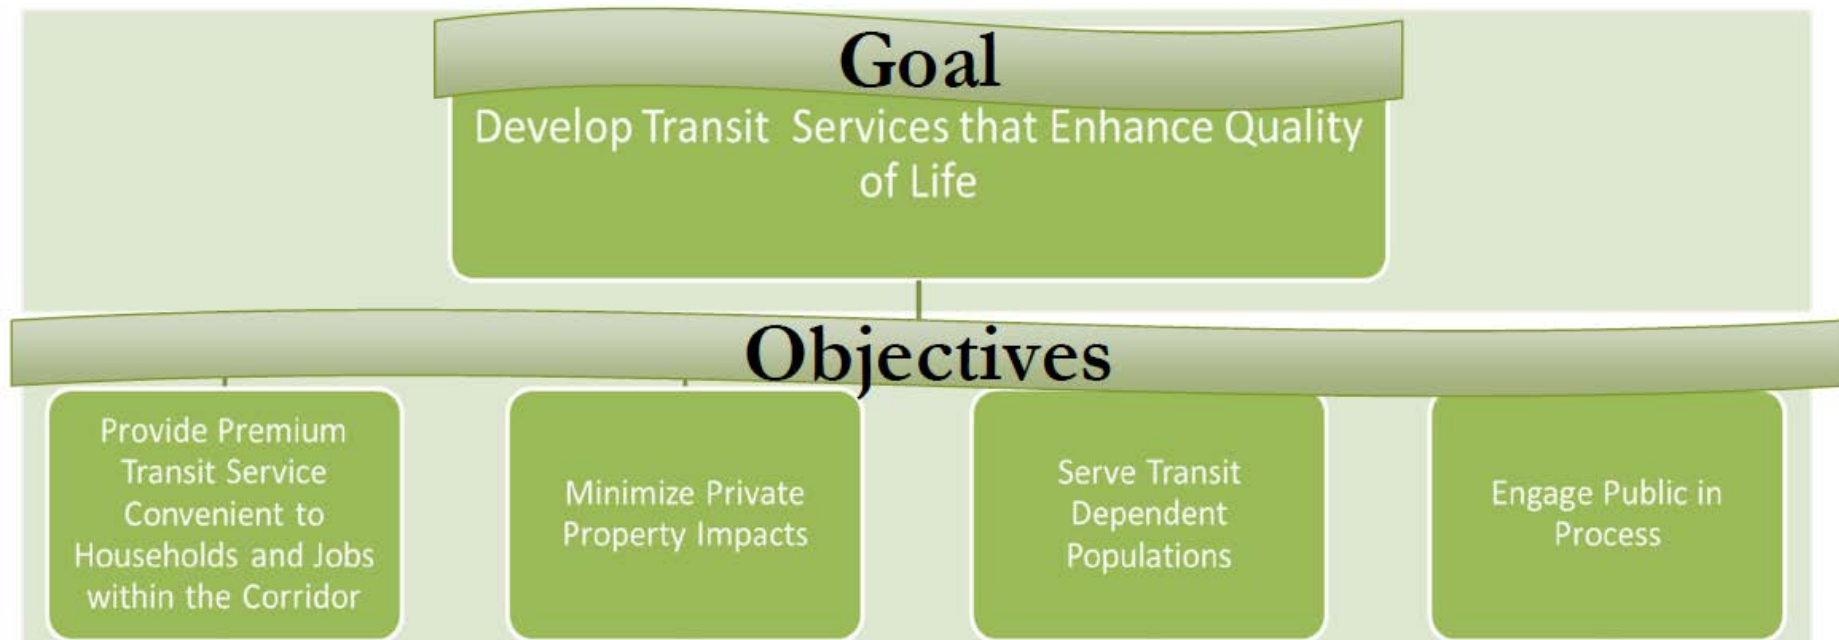 Goal
Develop Transit Services that Enhance Quality
of Life
Objectives
Provide Premium
Transit Service
Convenient to
Households and Jobs
within the Corridor
Minimize Private
Property Impacts
Serve Transit
Dependent
Populations
Engage Public in
Process